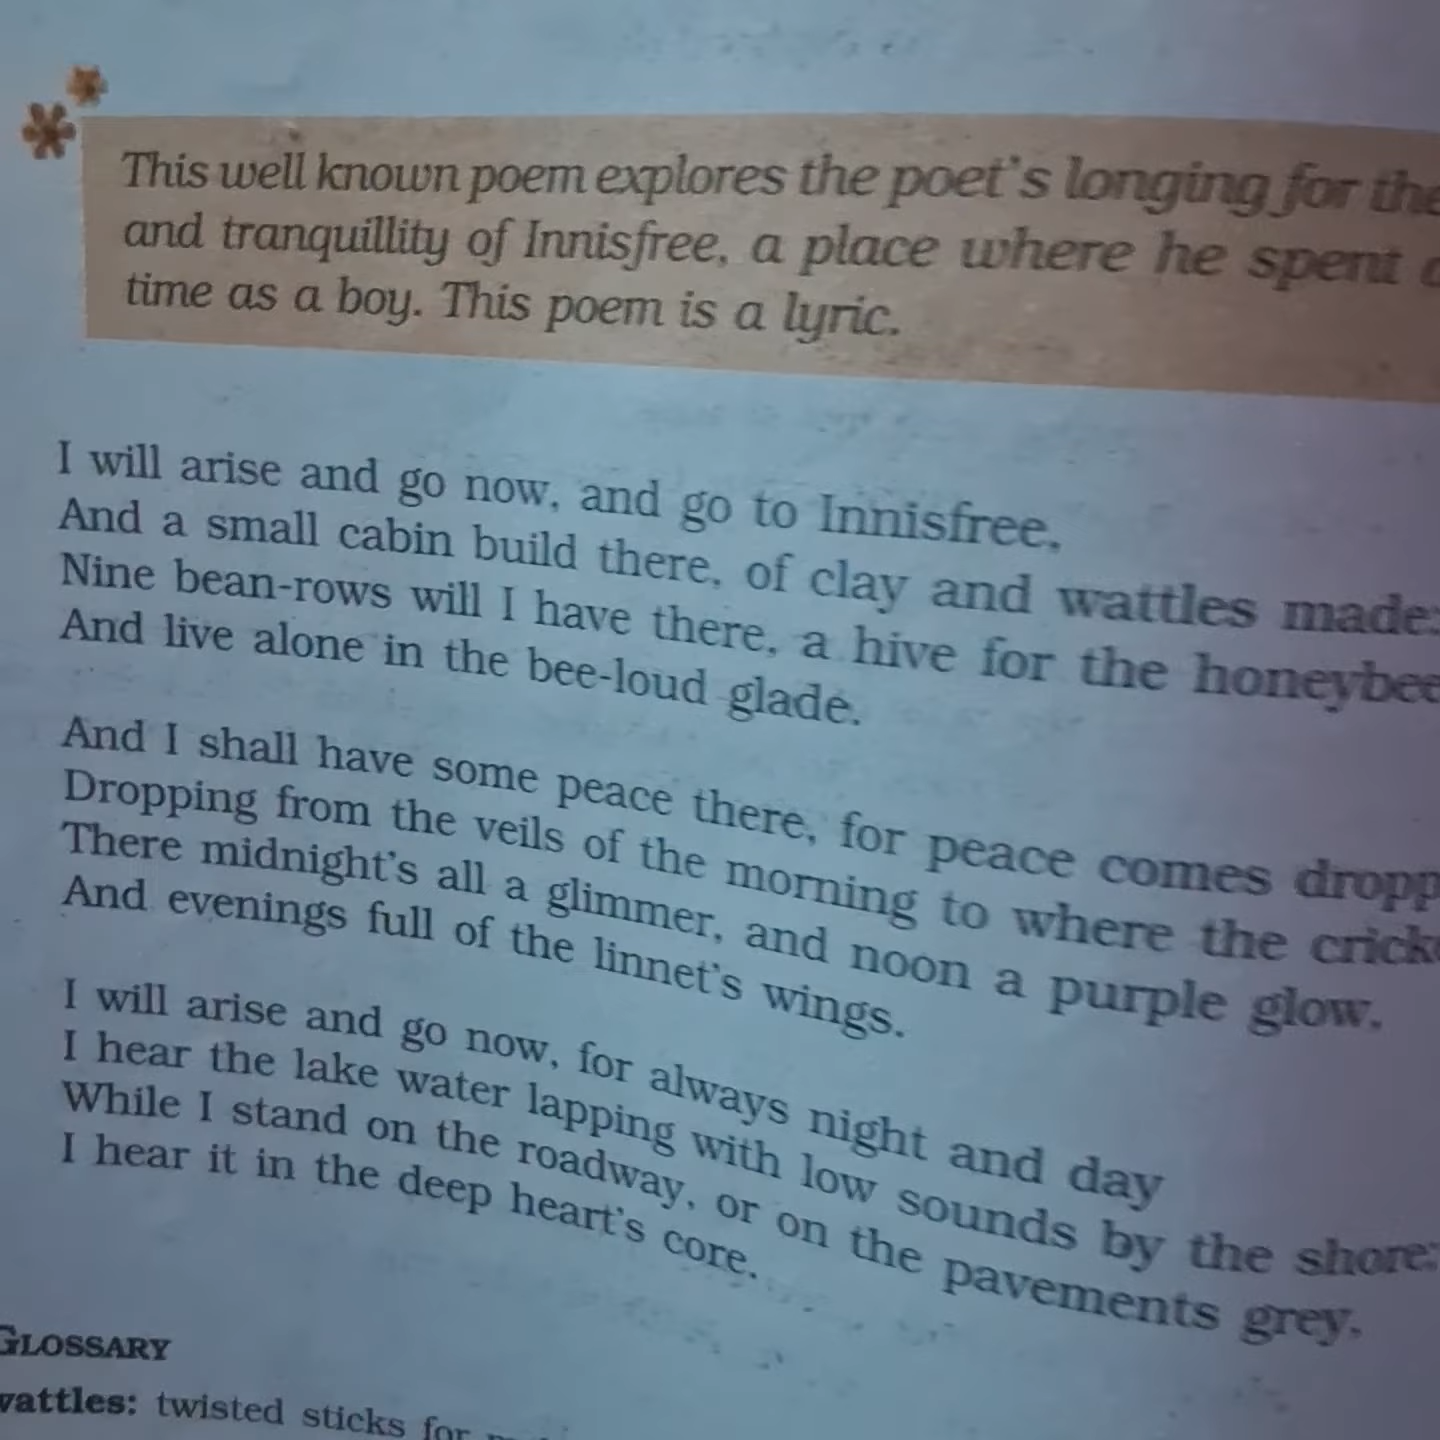 This well known poem explores the poet's longing for the
and tranquillity of Innisfree, a place where he spent
time as a boy. This poem is a lyric.
I will arise and go now, and go to Innisfree,
And a small cabin build there, of clay and wattles made:
Nine bean-rows will I have there, a hive for the honeybee
And live alone in the bee-loud glade.
And I shall have some peace there, for peace comes dropp
Dropping from the veils of the morning to where the crick
There midnight's all a glimmer, and noon a purple glow,
And evenings full of the linnet's wings.
I will arise and go now, for always night and day
I hear the lake water lapping with low sounds by the shore:
While I stand on the roadway, or on the pavements grey,
I hear it in the deep heart's core.
GLOSSARY
wattles: twisted sticks for